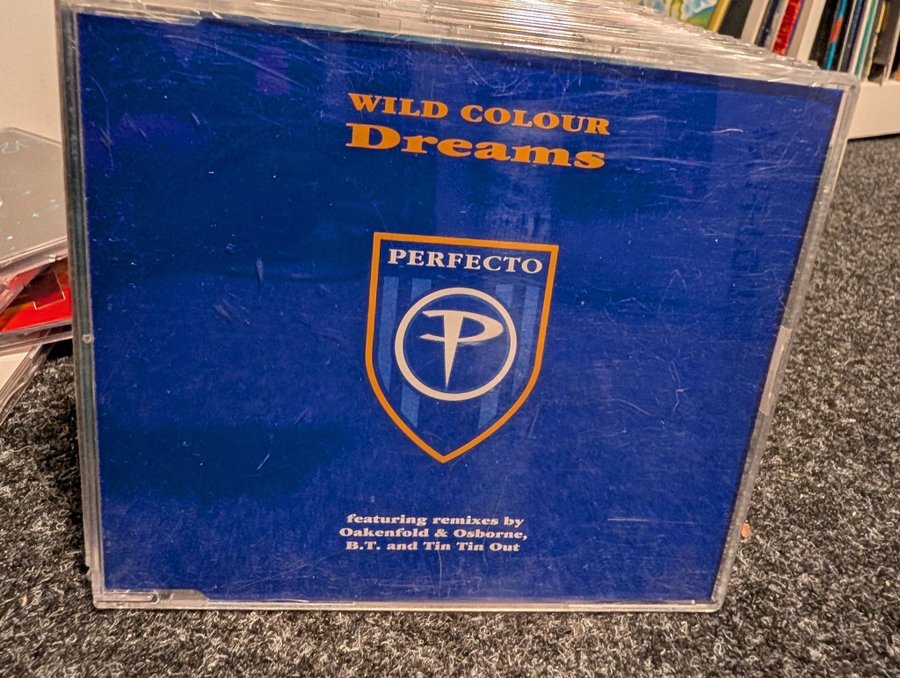 WILD COLOUR
Dreams
PERFECTO
P
featuring remixes by
Oakenfold & Osborne,
B.T. and Tin Tin Out